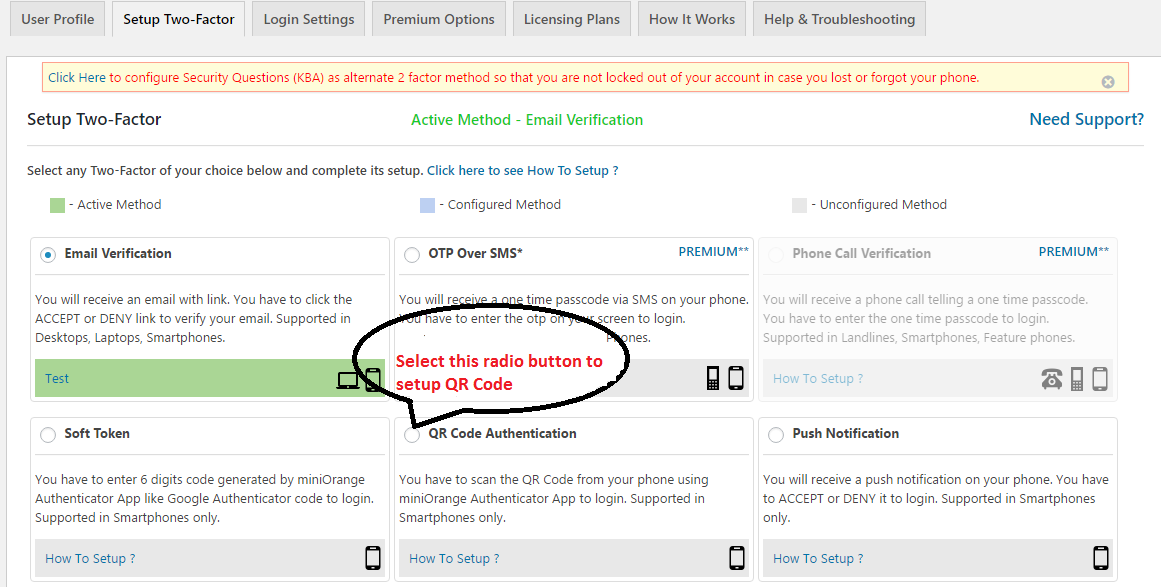 User Profile
Setup Two-Factor
Login Settings
Premium Options
Licensing Plans
How It Works
Help & Troubleshooting
Click Here to configure Security Questions (KBA) as alternate 2 factor method so that you are not locked out of your account in case you lost or forgot your phone.
Setup Two-Factor
Active Method - Email Verification
Need Support?
Select any Two-Factor of your choice below and complete its setup. Click here to see How To Setup ?
- Active Method
- Configured Method
- Unconfigured Method
Email Verification
You will receive an email with link. You have to click the
ACCEPT or DENY link to verify your email. Supported in
Desktops, Laptops, Smartphones.
Test
OTP Over SMS*
PREMIUM**
You will receive a one time passcode via SMS on your phone.
You have to enter the otp on your screen to login.
Phones.
Select this radio button to
setup QR Code
Phone Call Verification
PREMIUM**
You will receive a phone call telling a one time passcode.
You have to enter the one time passcode to login.
Supported in Landlines, Smartphones, Feature phones.
How To Setup ?
Soft Token
You have to enter 6 digits code generated by miniOrange
Authenticator App like Google Authenticator code to login.
Supported in Smartphones only.
How To Setup ?
QR Code Authentication
You have to scan the QR Code from your phone using
miniOrange Authenticator App to login. Supported in
Smartphones only.
How To Setup ?
Push Notification
You will receive a push notification on your phone. You have
to ACCEPT or DENY it to login. Supported in Smartphones
only.
How To Setup ?